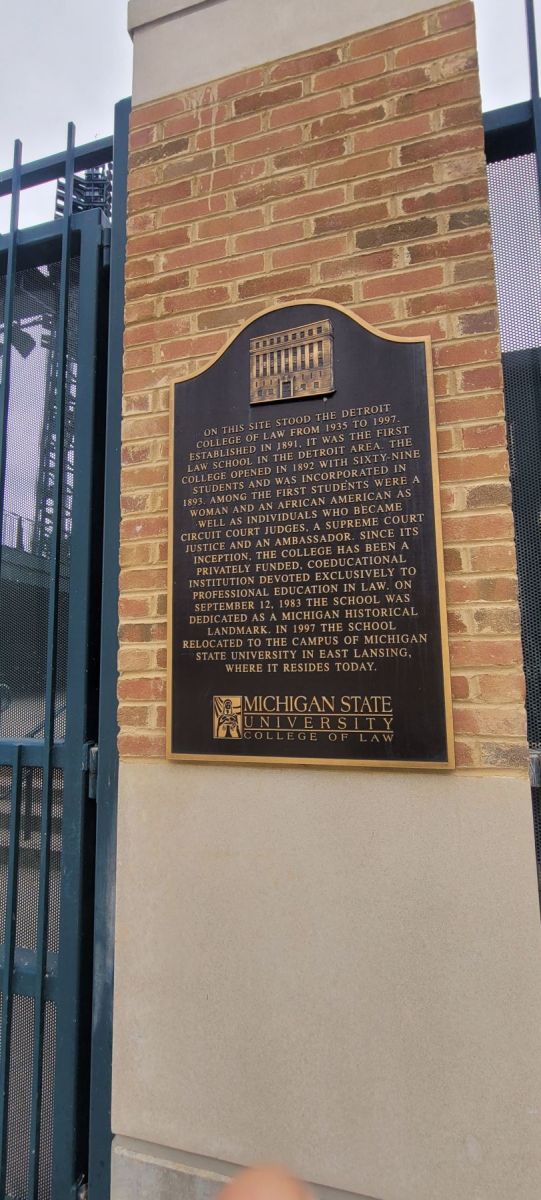 ON THIS SITE STOOD THE DETROIT
COLLEGE OF LAW FROM 1935 TO 1997.
ESTABLISHED IN 1891, IT WAS THE FIRST
LAW SCHOOL IN THE DETROIT AREA. THE
COLLEGE OPENED IN 1892 WITH SIXTY-NINE
STUDENTS AND WAS INCORPORATED IN
1893. AMONG THE FIRST STUDENTS WERE A
WOMAN AND AN AFRICAN AMERICAN AS
WELL AS INDIVIDUALS WHO BECAME
CIRCUIT COURT JUDGES, A SUPREME COURT
JUSTICE AND AN AMBASSADOR. SINCE ITS
INCEPTION, THE COLLEGE HAS BEEN A
PRIVATELY FUNDED, COEDUCATIONAL
INSTITUTION DEVOTED EXCLUSIVELY TO
PROFESSIONAL EDUCATION IN LAW. ON
SEPTEMBER 12, 1983 THE SCHOOL WAS
DEDICATED AS A MICHIGAN HISTORICAL
LANDMARK. IN 1997 THE SCHOOL
RELOCATED TO THE CAMPUS OF MICHIGAN
STATE UNIVERSITY IN EAST LANSING,
WHERE IT RESIDES TODAY.
MICHIGAN STATE
UNIVERSITY
COLLEGE OF LAW